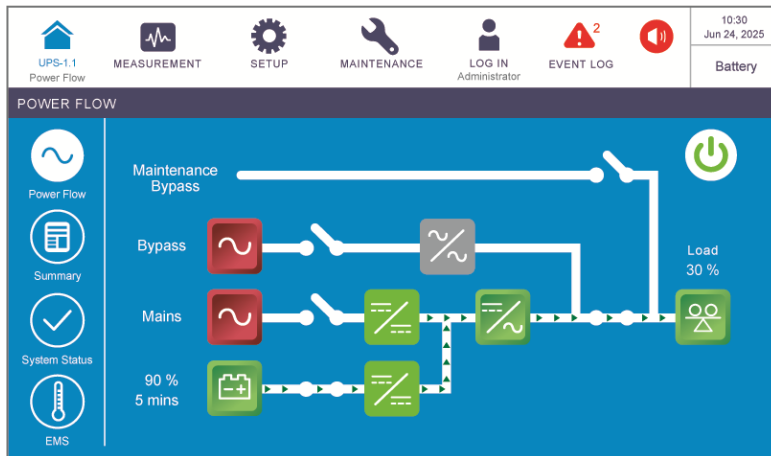 UPS-1.1
Power Flow
MEASUREMENT
SETUP
MAINTENANCE
LOG IN
Administrator
2
EVENT LOG
10:30
Jun 24, 2025
Battery
POWER FLOW
Power Flow
Summary
System Status
EMS
Maintenance
Bypass
Bypass
Mains
90 %
5 mins
Load
30 %